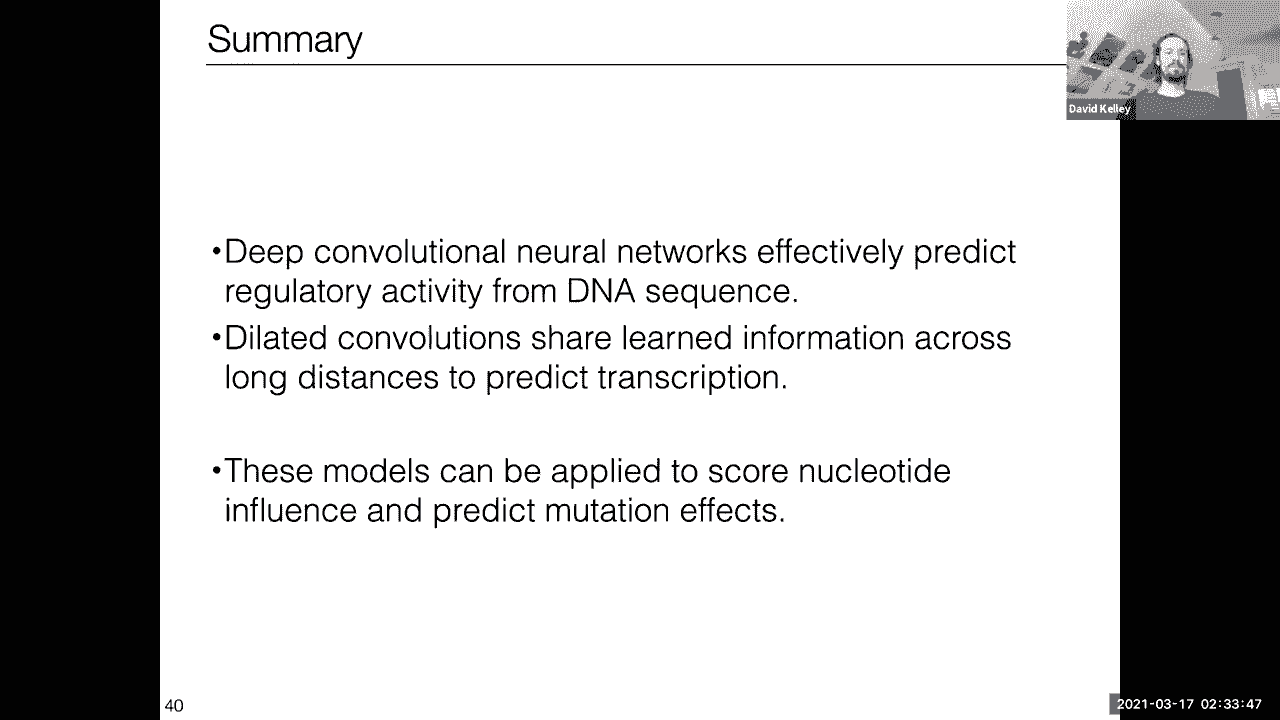 Summary
David Kelley
•Deep convolutional neural networks effectively predict
regulatory activity from DNA sequence.
•Dilated convolutions share learned information across
long distances to predict transcription.
•These models can be applied to score nucleotide
influence and predict mutation effects.
40
2021-03-17 02:33:47